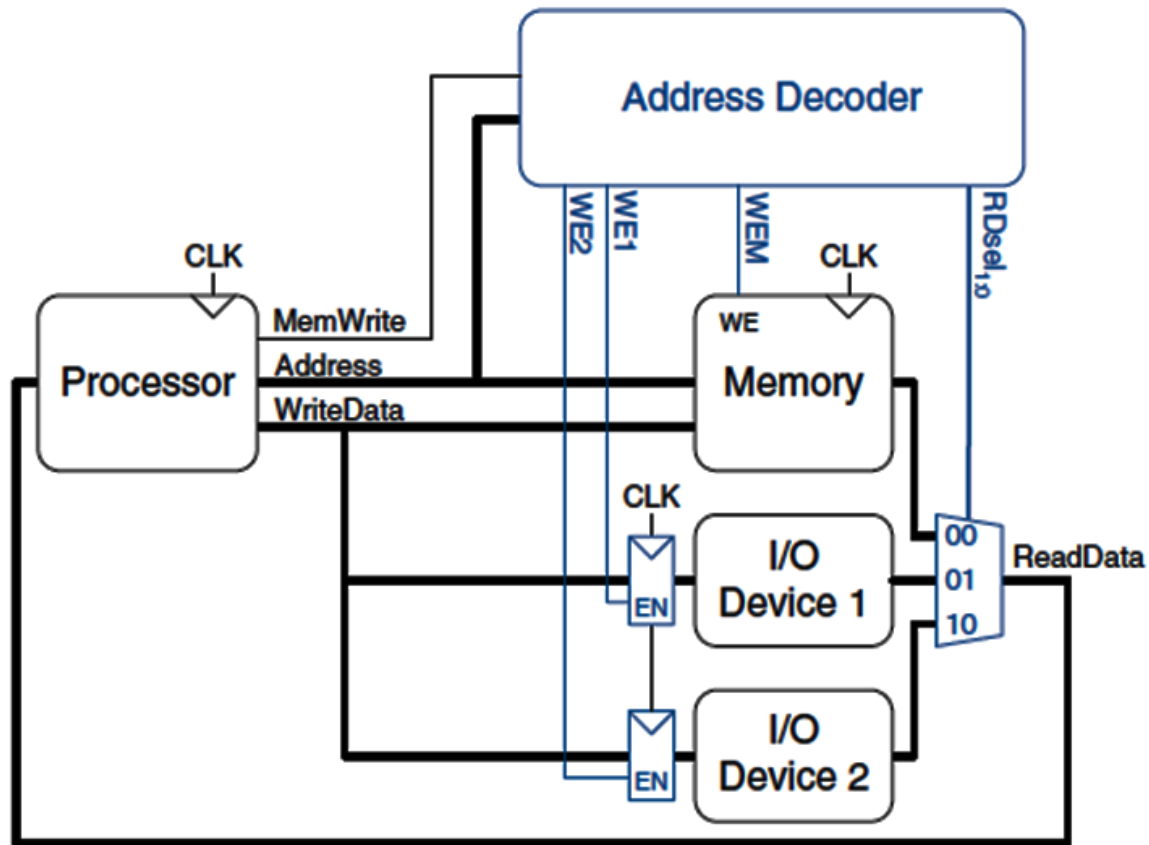 Address Decoder
WE2
WE1
WEM
RDsel1:0
CLK
CLK
MemWrite
WE
Processor
Address
Memory
WriteData
CLK
EN
I/O
Device 1
00
01
10
ReadData
EN
I/O
Device 2